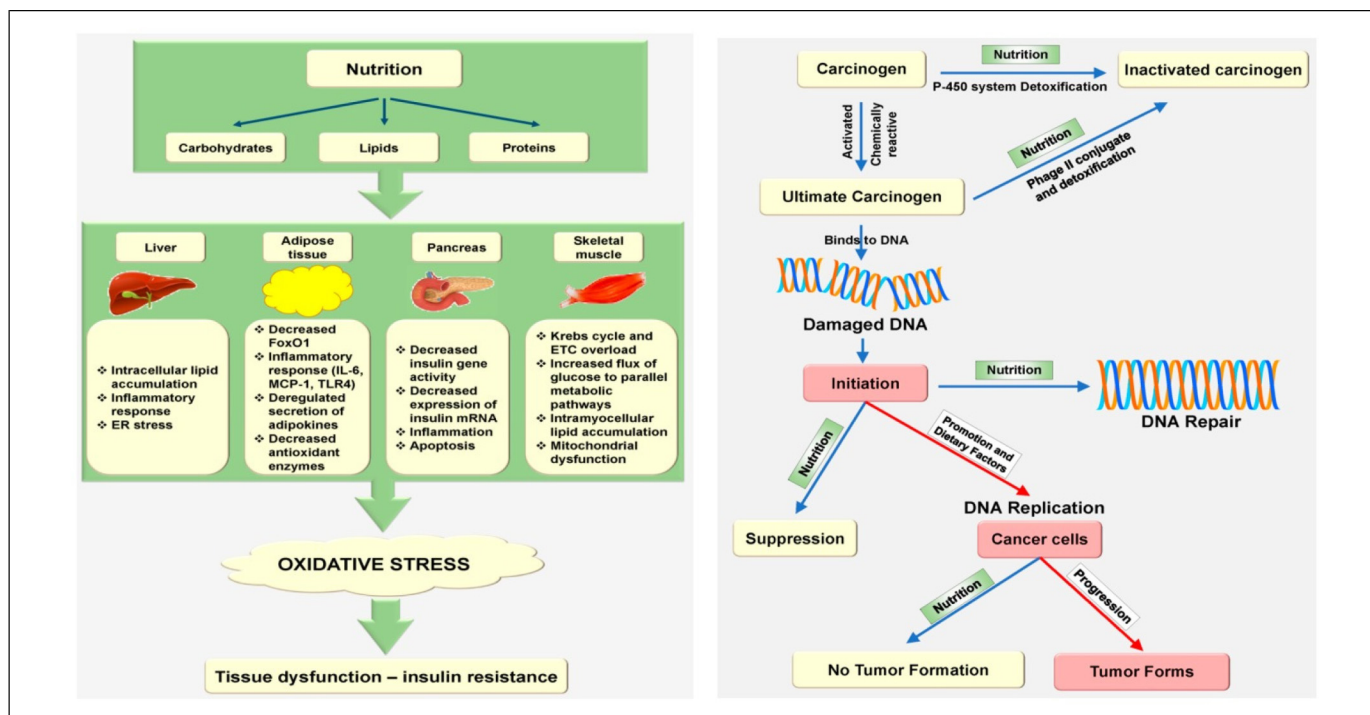 Nutrition
Carbohydrates
Lipids
Proteins
Liver
Adipose
tissue
Pancreas
Skeletal
muscle
❖ Intracellular lipid
accumulation
❖ Inflammatory
response
❖ ER stress
❖ Decreased
FoxO1
❖ Inflammatory
response (IL-6,
MCP-1, TLR4)
❖ Deregulated
secretion of
adipokines
❖ Decreased
antioxidant
enzymes
❖ Decreased
insulin gene
activity
❖ Decreased
expression of
insulin mRNA
❖ Inflammation
❖ Apoptosis
❖ Krebs cycle and
ETC overload
❖ Increased flux of
glucose to parallel
metabolic
pathways
❖ Intramyocellular
lipid accumulation
❖ Mitochondrial
dysfunction
OXIDATIVE STRESS
Tissue dysfunction – insulin resistance
Carcinogen
Nutrition
P-450 system Detoxification
Inactivated carcinogen
Activated
Chemically
reactive
Nutrition
Phage II conjugate
and detoxification
Ultimate Carcinogen
Binds to DNA
Damaged DNA
Initiation
Nutrition
DNA Repair
Nutrition
Promotion and
Dietary Factors
Suppression
DNA Replication
Cancer cells
Nutrition
Progression
No Tumor Formation
Tumor Forms